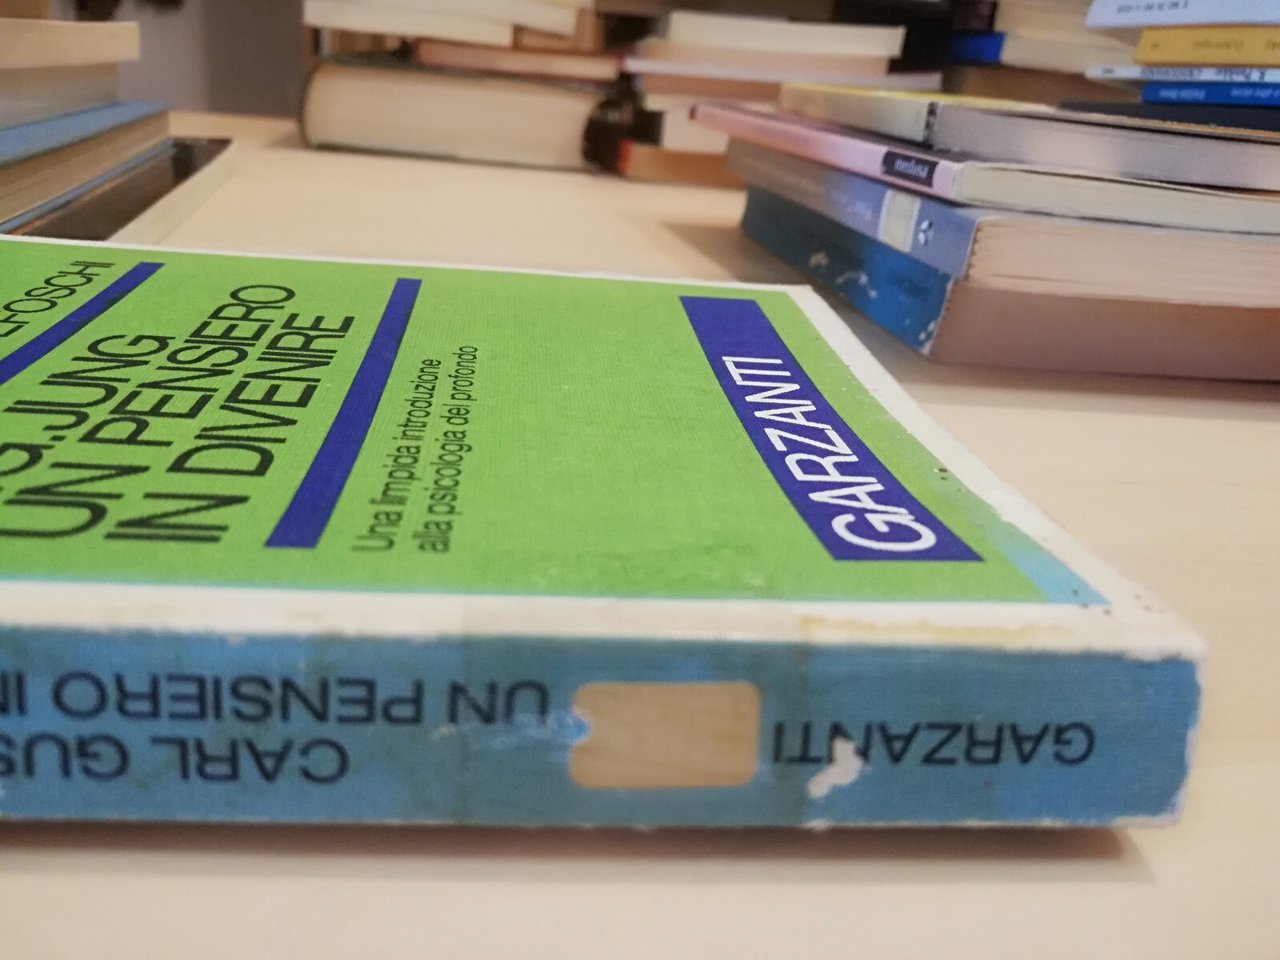 EFOSCHI
G.JUNG
UN PENSIERO
IN DIVENIRE
Una limpida introduzione
alla psicologia del profondo
GARZANTI
CARL GUS
UN PENSIERO IN
GARZANTI